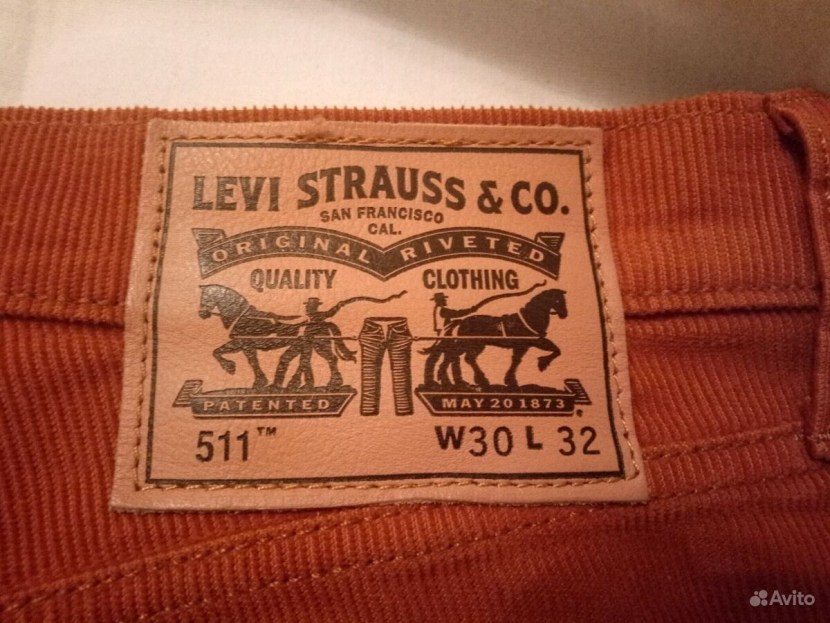 LEVI STRAUSS & CO.
SAN FRANCISCO
CAL.
ORIGINAL RIVETED
QUALITY CLOTHING
PATENTED MAY 20 1873
®
511™ W30 L 32
Avito